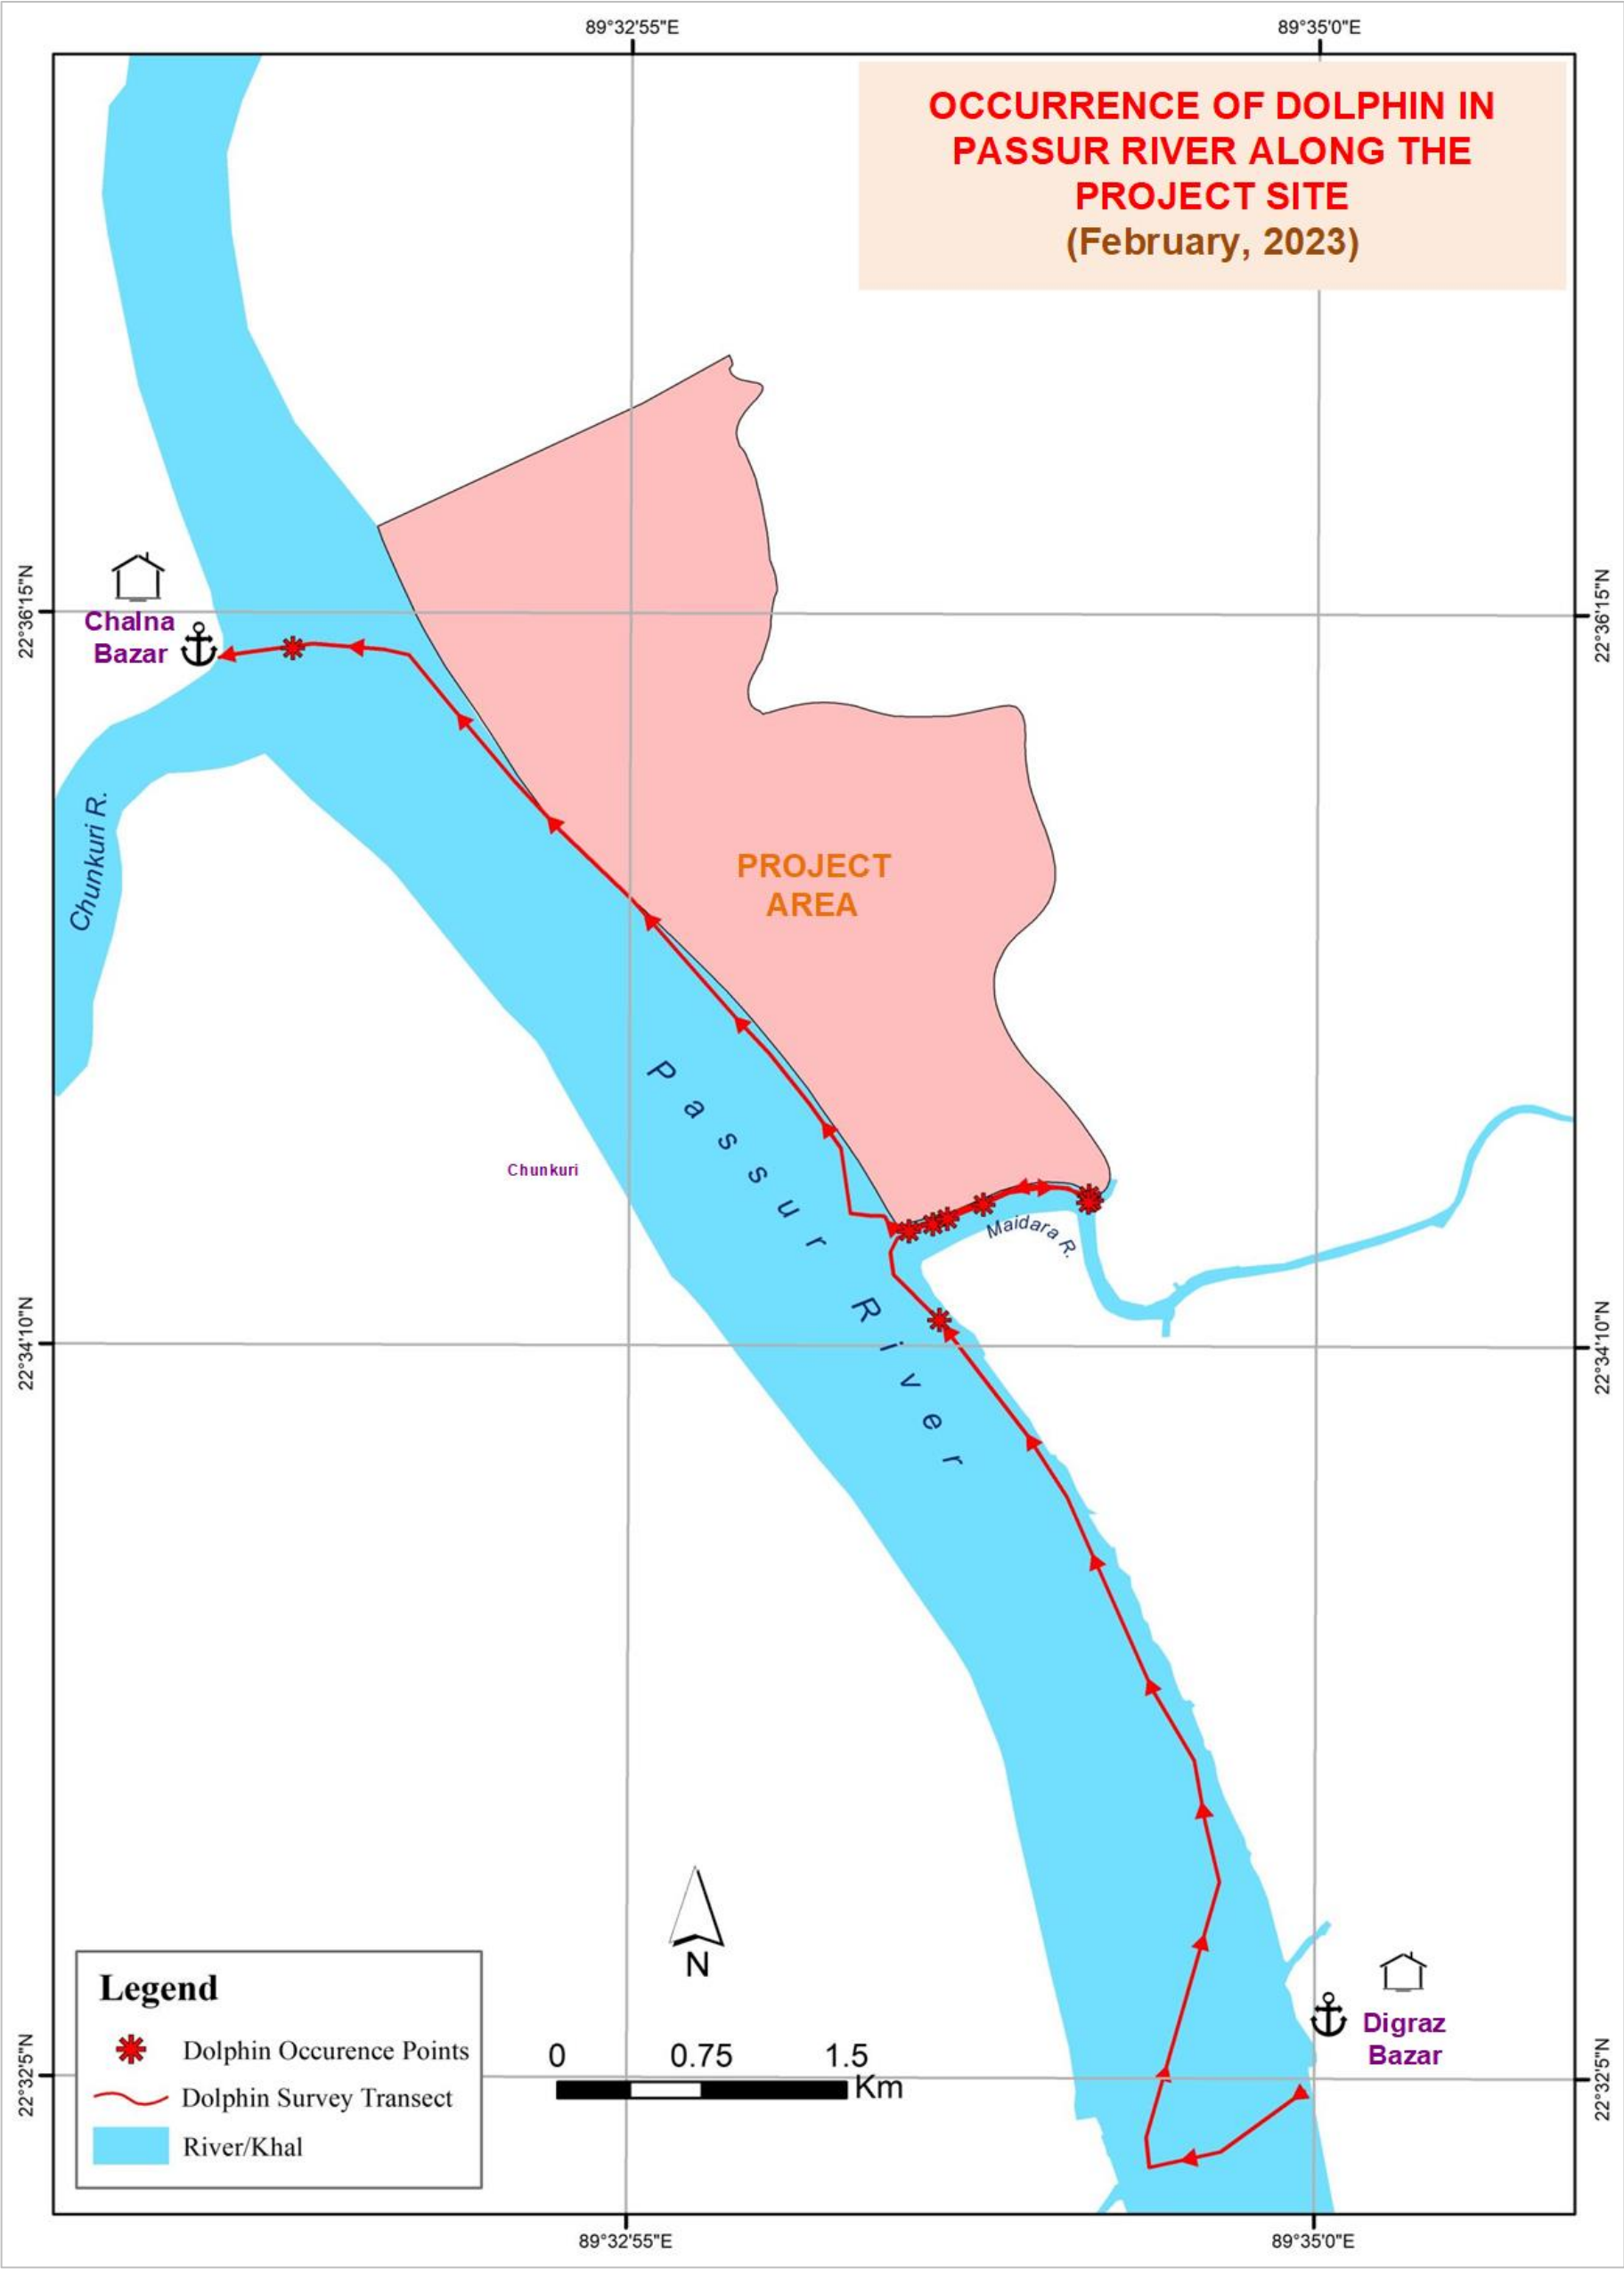 89°32'55"E
89°35'0"E
OCCURRENCE OF DOLPHIN IN
PASSUR RIVER ALONG THE
PROJECT SITE
(February, 2023)
22°36'15"N
22°36'15"N
Chalna
Bazar
Chunkuri R.
PROJECT
AREA
Passur River
Chunkuri
Maidara R.
22°34'10"N
22°34'10"N
N
Digraz
Bazar
22°32'5"N
22°32'5"N
Legend
Dolphin Occurence Points
Dolphin Survey Transect
River/Khal
0 0.75 1.5
Km
89°32'55"E
89°35'0"E